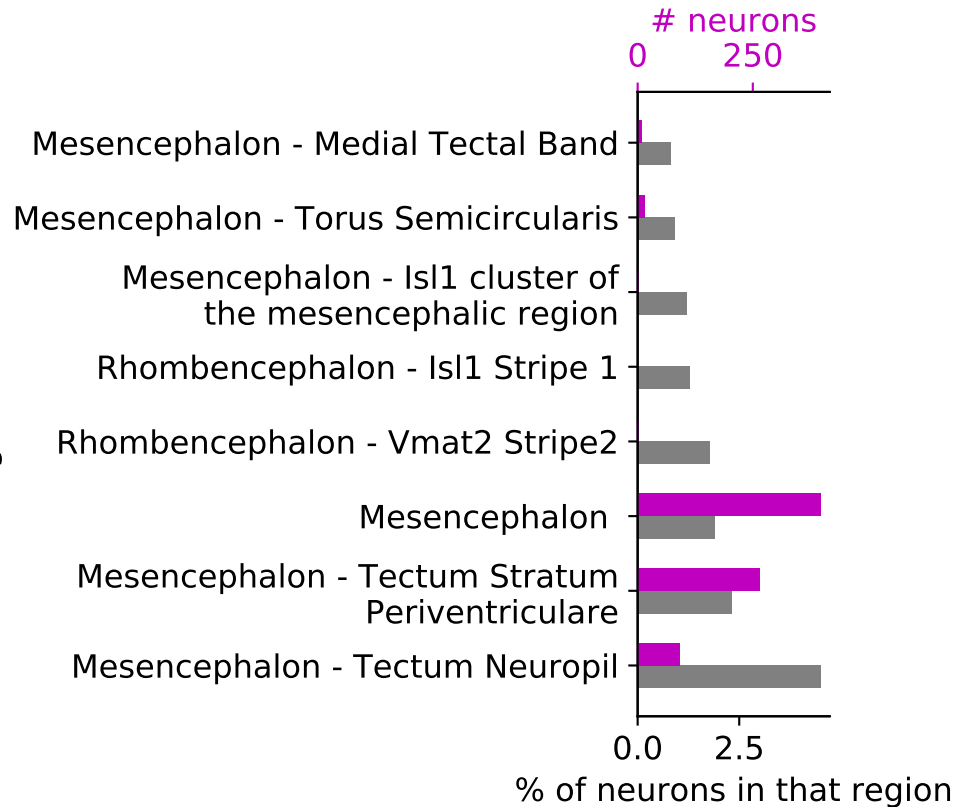 # neurons
0 250
Mesencephalon - Medial Tectal Band
Mesencephalon - Torus Semicircularis
Mesencephalon - Isl1 cluster of
the mesencephalic region
Rhombencephalon - Isl1 Stripe 1
Rhombencephalon - Vmat2 Stripe2
Mesencephalon
Mesencephalon - Tectum Stratum
Periventriculare
Mesencephalon - Tectum Neuropil
0.0 2.5
% of neurons in that region